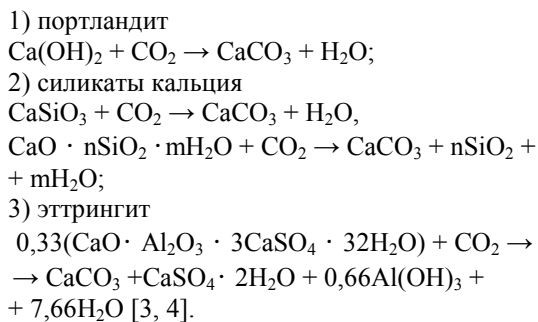 1) портландит
Ca(OH)₂ + CO₂ → CaCO₃ + H₂O;
2) силикаты кальция
CaSiO₃ + CO₂ → CaCO₃ + H₂O,
CaO · nSiO₂ · mH₂O + CO₂ → CaCO₃ + nSiO₂ +
+ mH₂O;
3) эттрингит
0,33(CaO· Al₂O₃ · 3CaSO₄ · 32H₂O) + CO₂ →
→ CaCO₃ +CaSO₄ · 2H₂O + 0,66Al(OH)₃ +
+ 7,66H₂O [3, 4].